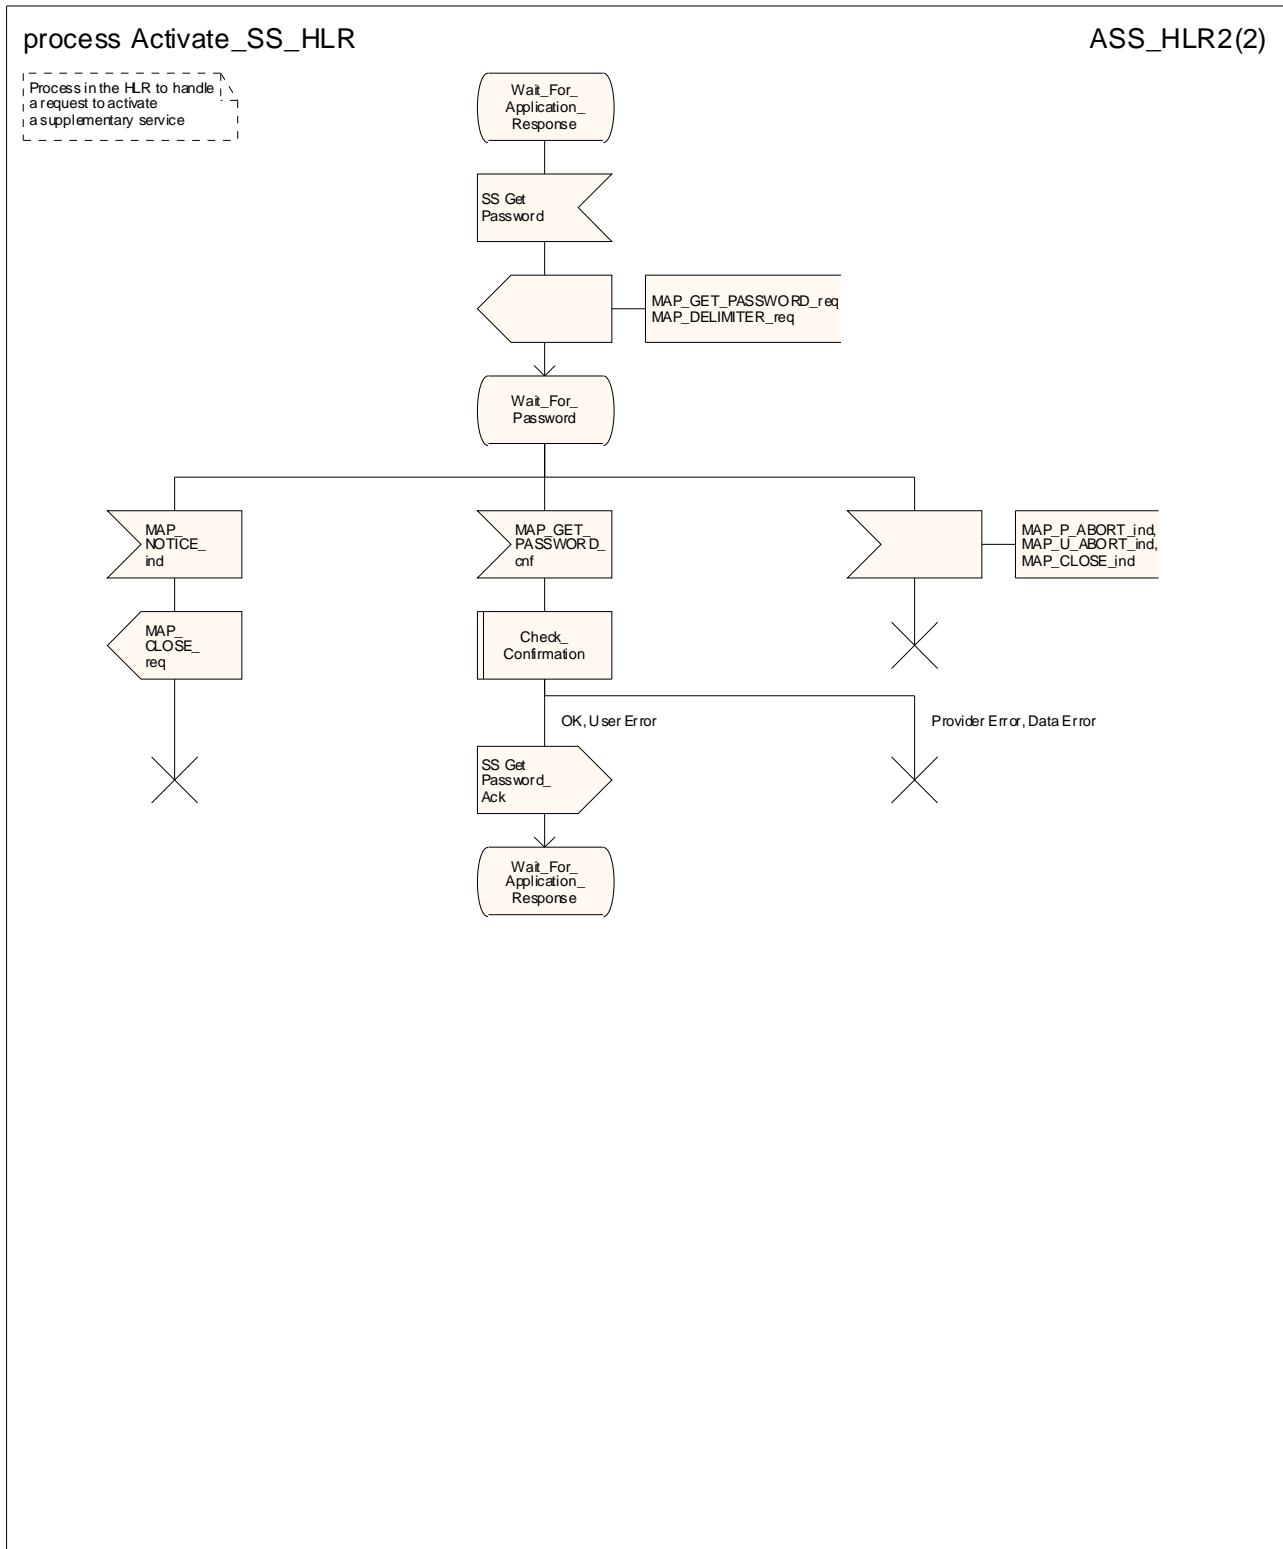 process Activate_SS_HLR
ASS_HLR2(2)
Process in the HLR to handle
a request to activate
a supplementary service
Wait_For_
Application_
Response
SS Get
Password
MAP_GET_PASSWORD_req
MAP_DELIMITER_req
Wait_For_
Password
MAP_
NOTICE_
ind
MAP_GET_
PASSWORD_
cnf
MAP_P_ABORT_ind,
MAP_U_ABORT_ind,
MAP_CLOSE_ind
MAP_
CLOSE_
req
Check_
Confirmation
OK, User Error
Provider Error, Data Error
SS Get
Password_
Ack
Wait_For_
Application_
Response